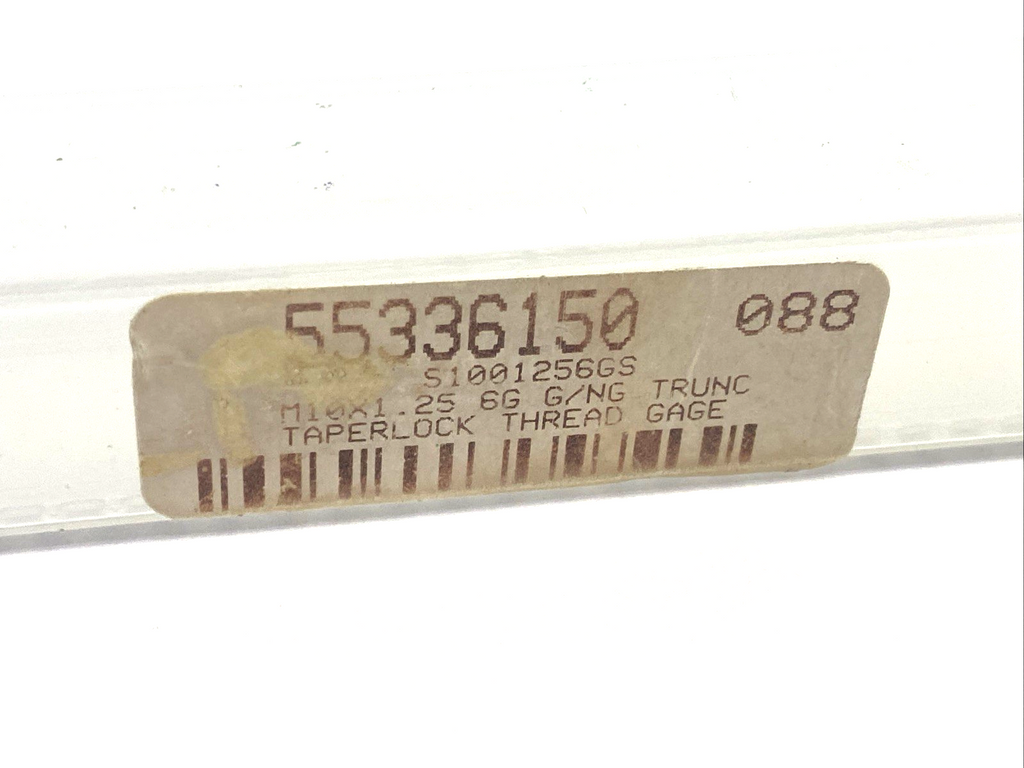 55336150 088
S1001256GS
M10X1.25 6G G/NG TRUNC
TAPERLOCK THREAD GAGE